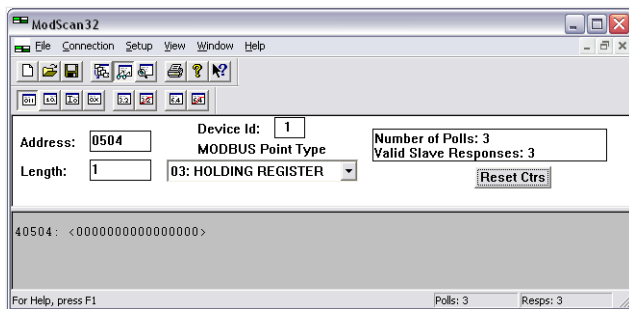 ModScan32
File Connection Setup View Window Help
Address: 0504
Device Id: 1
MODBUS Point Type
Length: 1
03: HOLDING REGISTER
Number of Polls: 3
Valid Slave Responses: 3
Reset Ctrs
40504: <0000000000000000>
For Help, press F1
Polls: 3
Resps: 3